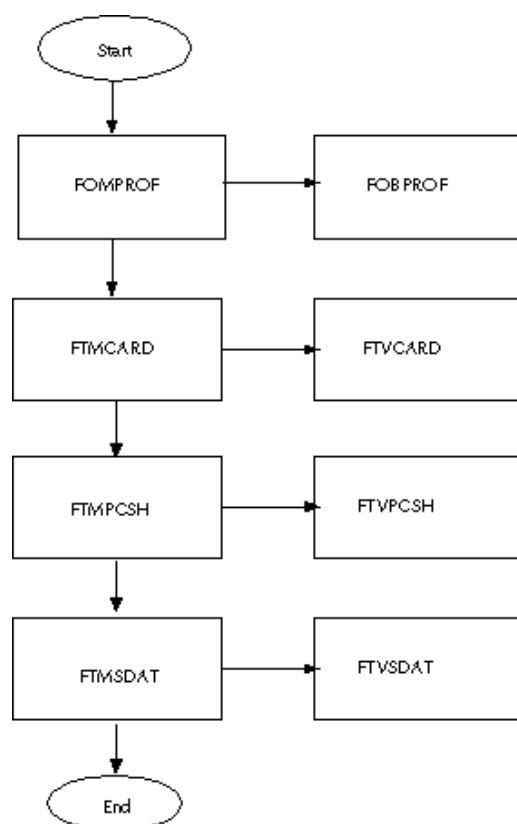 Start
FOMPROF
FOBPROF
FTMCARD
FTVCARD
FTMPCSH
FTVPCSH
FTMSDAT
FTVSDAT
End